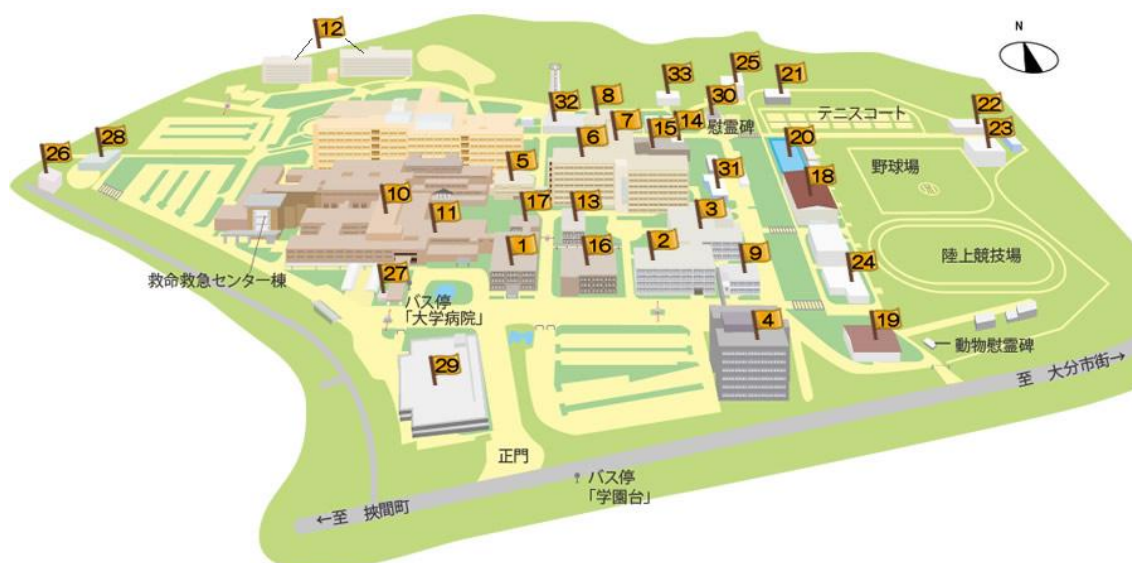 12
N
25
33
21
30
8
32
22
7
14
慰霊碑
テニスコート
6
15
20
23
28
26
5
野球場
18
31
10
17
13
3
11
1
16
2
9
陸上競技場
救命救急センター棟
27
24
バス停
「大学病院」
4
19
動物慰霊碑
29
至 大分市街→
正門
バス停
「学園台」
←至 挾間町